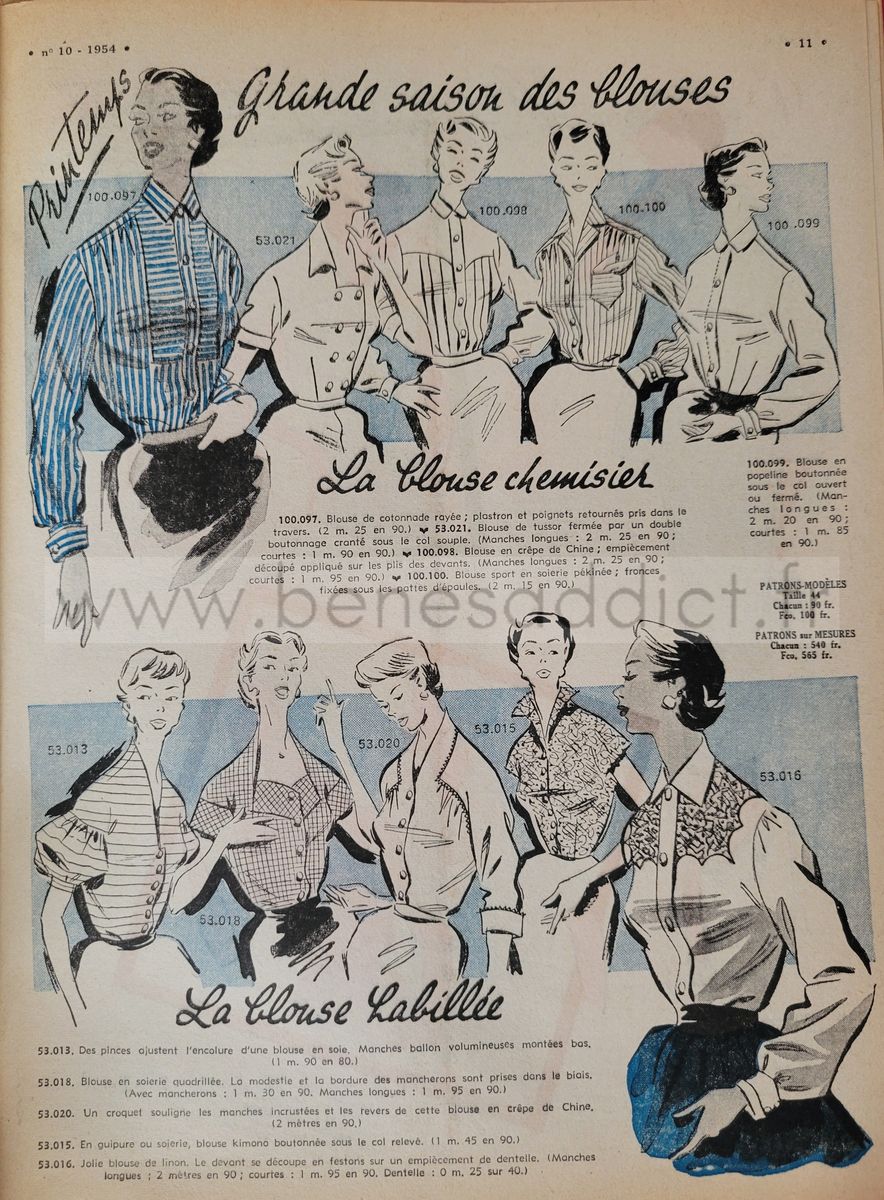 • nº 10 - 1954 •
• 11 •
Printemps
Grande saison des blouses
100.097
53.021
100.098
100-100
100.099
La blouse chemisier
100.097. Blouse de cotonnade rayée ; plastron et poignets retournés pris dans le
travers. (2 m. 25 en 90.) ❤ 53.021. Blouse de tussor fermée par un double
boutonnage cranté sous le col souple. (Manches longues : 2 m. 25 en 90 ;
courtes : 1 m. 90 en 90.) ❤ 100.098. Blouse en crêpe de Chine ; empiècement
découpé appliqué sur les plis des devants. (Manches longues : 2 m. 25 en 90 ;
courtes : 1 m. 95 en 90.) ❤ 100.100. Blouse sport en soierie pékinée ; fronces
fixées sous les pattes d'épaules. (2 m. 15 en 90.)
100.099. Blouse en
popeline boutonnée
sous le col ouvert
ou fermé. (Man-
ches longues :
2 m. 20 en 90 ;
courtes : 1 m. 85
en 90.)
PATRONS-MODÈLES
Taille 44
Chacun : 90 fr.
Fco, 100 fr.
PATRONS sur MESURES
Chacun : 540 fr.
Fco, 565 fr.
www.benesaddict.fr
53.013
53.018
53.020
53.015
53.016
La blouse habillée
53.013. Des pinces ajustent l'encolure d'une blouse en soie. Manches ballon volumineuses montées bas.
(1 m. 90 en 80.)
53.018. Blouse en soierie quadrillée. La modestie et la bordure des mancherons sont prises dans le biais.
(Avec mancherons : 1 m. 30 en 90. Manches longues : 1 m. 95 en 90.)
53.020. Un croquet souligne les manches incrustées et les revers de cette blouse en crêpe de Chine.
(2 mètres en 90.)
53.015. En guipure ou soierie, blouse kimono boutonnée sous le col relevé. (1 m. 45 en 90.)
53.016. Jolie blouse de linon. Le devant se découpe en festons sur un empiècement de dentelle. (Manches
longues ; 2 mètres en 90 ; courtes : 1 m. 95 en 90. Dentelle : 0 m. 25 sur 40.)